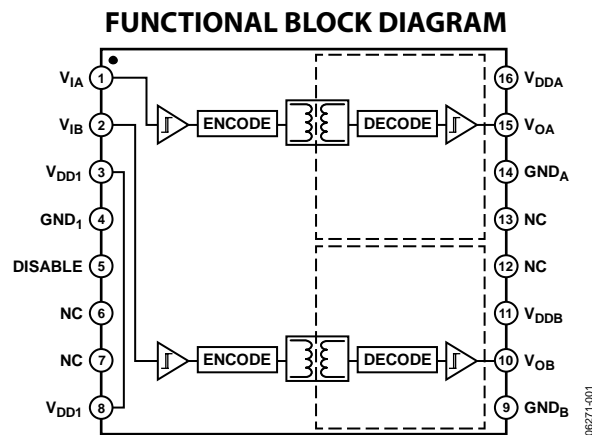 FUNCTIONAL BLOCK DIAGRAM
VIA 1
VIB 2
VDD1 3
GND1 4
DISABLE 5
NC 6
NC 7
VDD1 8
ENCODE DECODE
ENCODE DECODE
16 VDDA
15 VOA
14 GNDA
13 NC
12 NC
11 VDDB
10 VOB
9 GNDB
06271-001